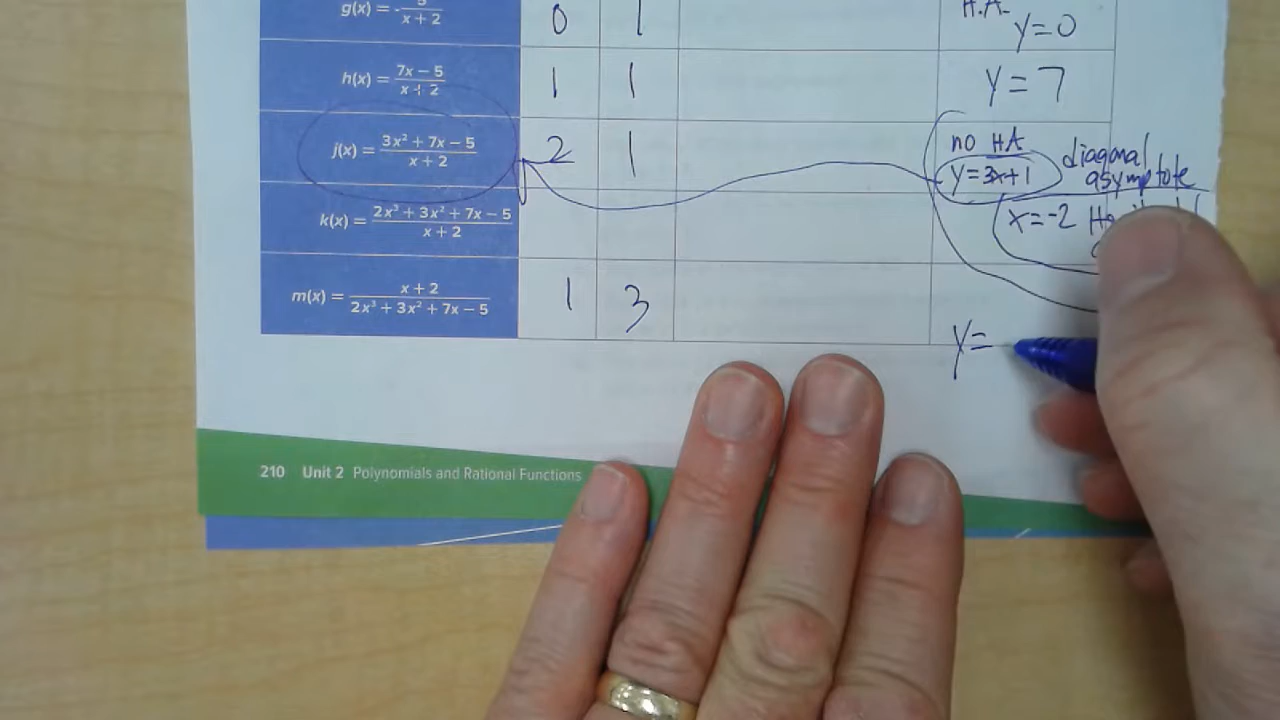 g(x) = - 5/(x + 2) 0 1 H.A. y=0
h(x) = (7x − 5)/(x + 2) 1 1 y = 7
j(x) = (3x² + 7x − 5)/(x + 2) 2 1 no HA
y=3x+1 diagonal
asymptote
k(x) = (2x³ + 3x² + 7x − 5)/(x + 2) x=-2
m(x) = (x + 2)/(2x³ + 3x² + 7x − 5) 1 3
y=
210 Unit 2 Polynomials and Rational Functions